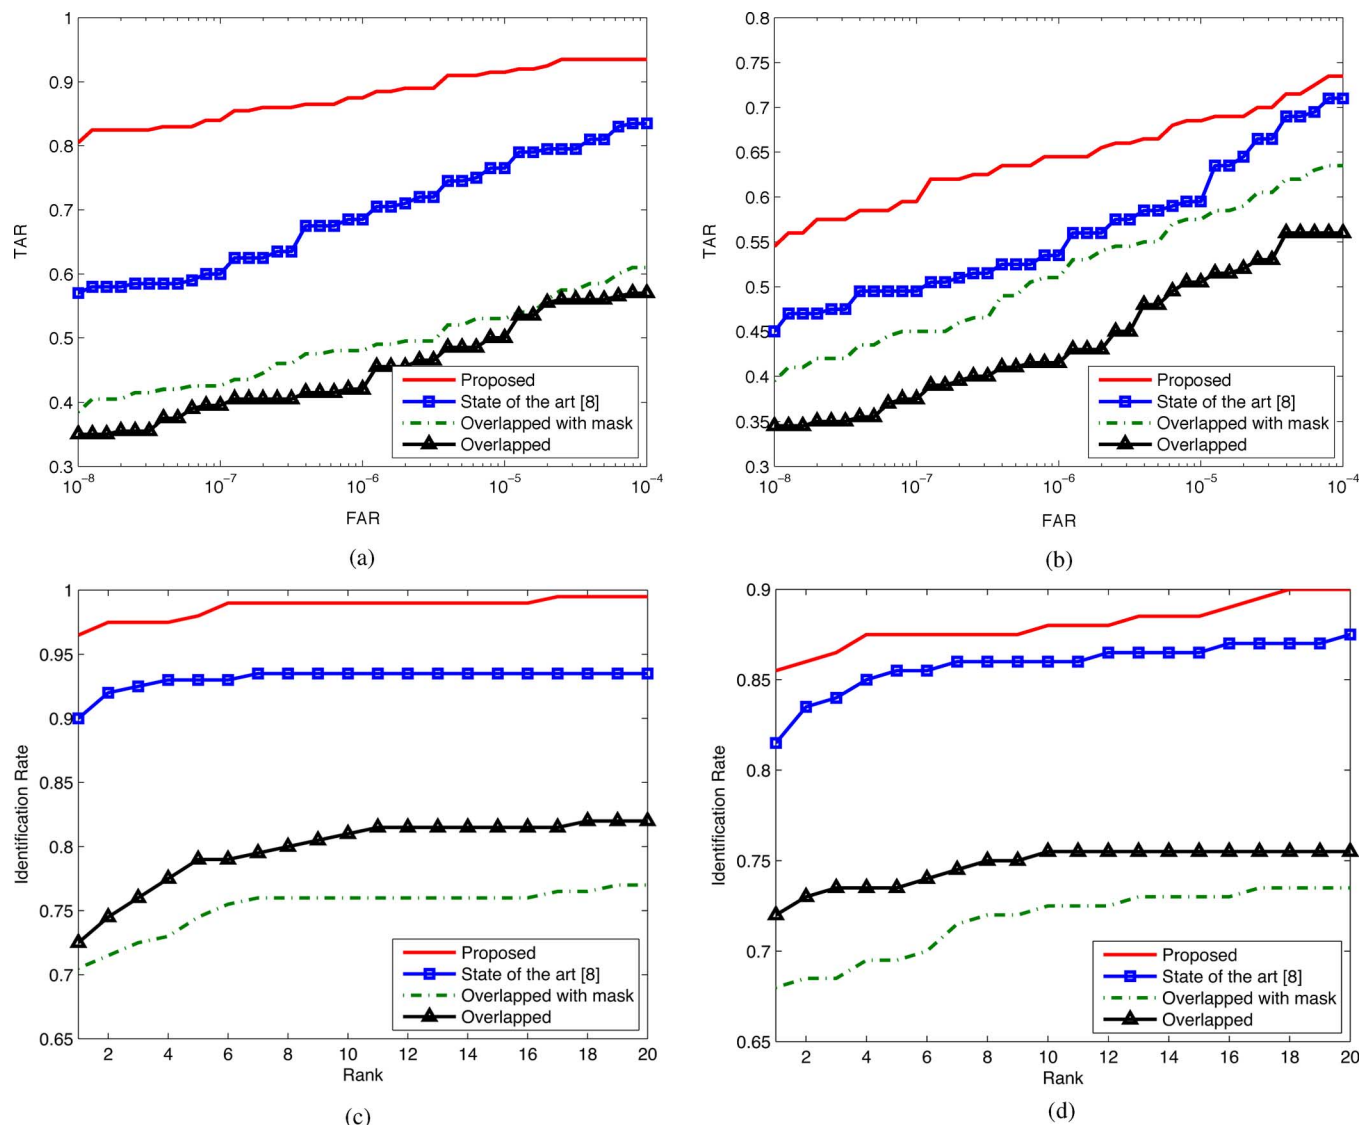 1
0.9
0.8
0.7
0.6
0.5
0.4
0.3
TAR
10⁻⁸
10⁻⁷
10⁻⁶
10⁻⁵
10⁻⁴
FAR
Proposed
State of the art [8]
Overlapped with mask
Overlapped
(a)
0.8
0.75
0.7
0.65
0.6
0.55
0.5
0.45
0.4
0.35
0.3
TAR
10⁻⁸
10⁻⁷
10⁻⁶
10⁻⁵
10⁻⁴
FAR
Proposed
State of the art [8]
Overlapped with mask
Overlapped
(b)
1
0.95
0.9
0.85
0.8
0.75
0.7
0.65
Identification Rate
2 4 6 8 10 12 14 16 18 20
Rank
Proposed
State of the art [8]
Overlapped with mask
Overlapped
(c)
0.9
0.85
0.8
0.75
0.7
0.65
Identification Rate
2 4 6 8 10 12 14 16 18 20
Rank
Proposed
State of the art [8]
Overlapped with mask
Overlapped
(d)